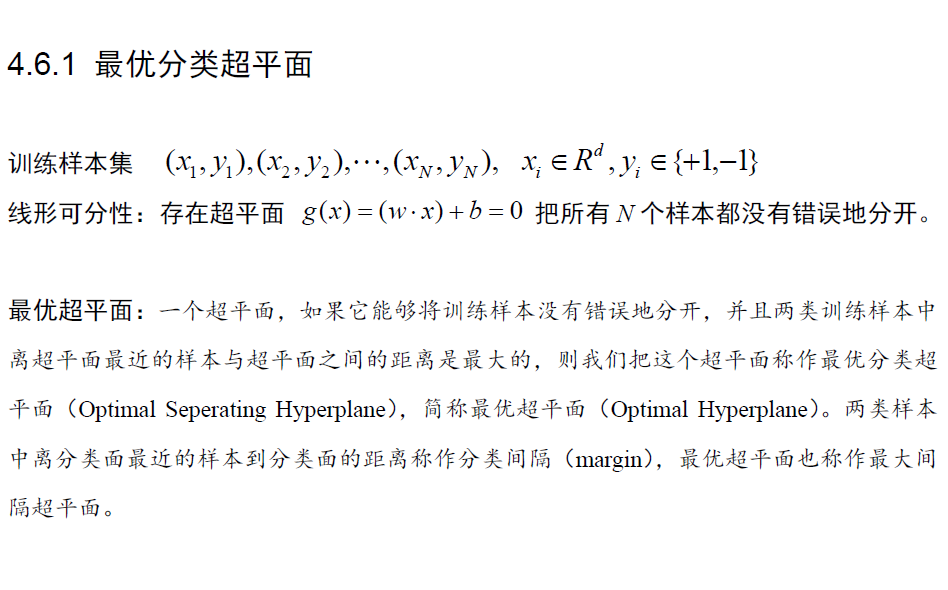 4.6.1 最优分类超平面
训练样本集 (x₁, y₁),(x₂, y₂),⋯,(x_N, y_N), x_i ∈ R^d, y_i ∈ {+1,−1}
线形可分性：存在超平面 g(x) = (w·x) + b = 0 把所有 N 个样本都没有错误地分开。
最优超平面：一个超平面，如果它能够将训练样本没有错误地分开，并且两类训练样本中
离超平面最近的样本与超平面之间的距离是最大的，则我们把这个超平面称作最优分类超
平面（Optimal Seperating Hyperplane），简称最优超平面（Optimal Hyperplane）。两类样本
中离分类面最近的样本到分类面的距离称作分类间隔（margin），最优超平面也称作最大间
隔超平面。